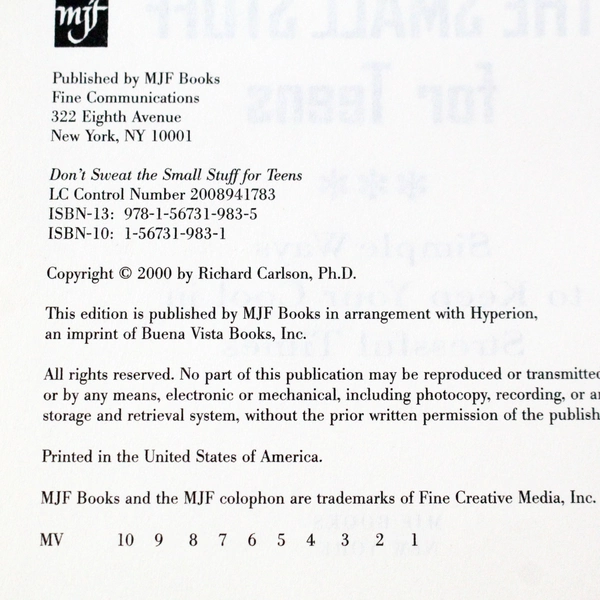 mjf
Published by MJF Books
Fine Communications
322 Eighth Avenue
New York, NY 10001
Don't Sweat the Small Stuff for Teens
LC Control Number 2008941783
ISBN-13: 978-1-56731-983-5
ISBN-10: 1-56731-983-1
Copyright © 2000 by Richard Carlson, Ph.D.
This edition is published by MJF Books in arrangement with Hyperion,
an imprint of Buena Vista Books, Inc.
All rights reserved. No part of this publication may be reproduced or transmitted
or by any means, electronic or mechanical, including photocopy, recording, or
storage and retrieval system, without the prior written permission of the
Printed in the United States of America.
MJF Books and the MJF colophon are trademarks of Fine Creative Media, Inc.
MV 10 9 8 7 6 5 4 3 2 1